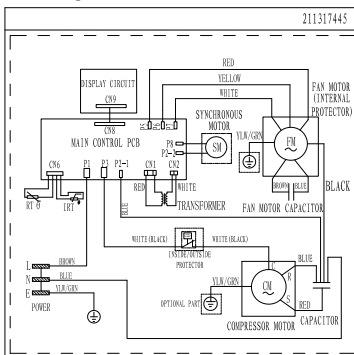 211317445
RED
YELLOW
WHITE
DISPLAY CIRCUIT
CN9
CN8
MAIN CONTROL PCB
P8
P2-3
SYNCHRONOUS
MOTOR
SM
FAN MOTOR
(INTERNAL
PROTECTOR)
FM
YLW/GRN
BROWN
BLUE
FAN MOTOR CAPACITOR
BLACK
CN6
P1
P3
P2-1
CN1
CN2
RED
WHITE
TRANSFORMER
BLUE
RT
IRT
WHITE (BLACK)
WHITE (BLACK)
INSIDE/OUTSIDE
PROTECTOR
L
BROWN
N
BLUE
E
YLW/GRN
POWER
YLW/GRN
OPTIONAL PART
C
R
S
CM
BLUE
RED
CAPACITOR
COMPRESSOR MOTOR